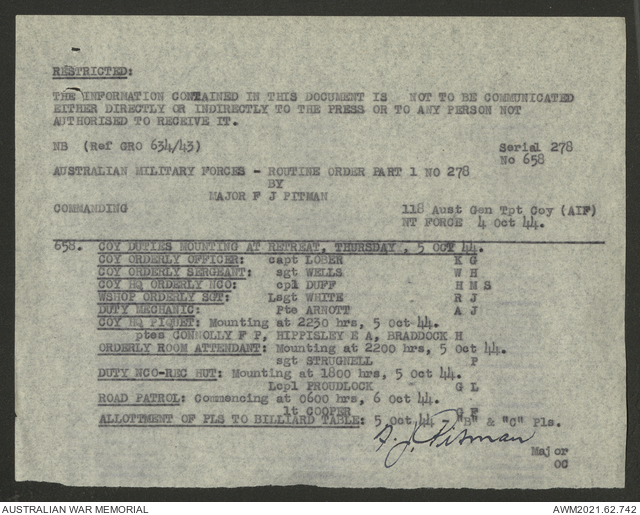 RESTRICTED:
THE INFORMATION CONTAINED IN THIS DOCUMENT IS NOT TO BE COMMUNICATED
EITHER DIRECTLY OR INDIRECTLY TO THE PRESS OR TO ANY PERSON NOT
AUTHORISED TO RECEIVE IT.
NB (Ref GRO 634/43) Serial 278
No 658
AUSTRALIAN MILITARY FORCES - ROUTINE ORDER PART 1 NO 278
BY
MAJOR F J PITMAN
COMMANDING 118 Aust Gen Tpt Coy (AIF)
NT FORCE 4 Oct 44.
658. COY DUTIES MOUNTING AT RETREAT, THURSDAY, 5 OCT 44.
COY ORDERLY OFFICER: capt LOBER K G
COY ORDERLY SERGEANT: sgt WELLS W H
COY HQ ORDERLY NCO: cpl DUFF H M S
WSHOP ORDERLY SGT: Lsgt WHITE R J
DUTY MECHANIC: Pte ARNOTT A J
COY HQ PIQUET: Mounting at 2230 hrs, 5 Oct 44.
ptes CONNOLLY F P, HIPPISLEY E A, BRADDOCK H
ORDERLY ROOM ATTENDANT: Mounting at 2200 hrs, 5 Oct 44.
sgt STRUGNELL P
DUTY NCO-REC HUT: Mounting at 1800 hrs, 5 Oct 44.
Lcpl PROUDLOCK G L
ROAD PATROL: Commencing at 0600 hrs, 6 Oct 44.
lt COOPER G F
ALLOTTMENT OF PLS TO BILLIARD TABLE: 5 Oct 44 "B" & "C" Pls.
F. J. Pitman
Major
OC
AUSTRALIAN WAR MEMORIAL AWM2021.62.742